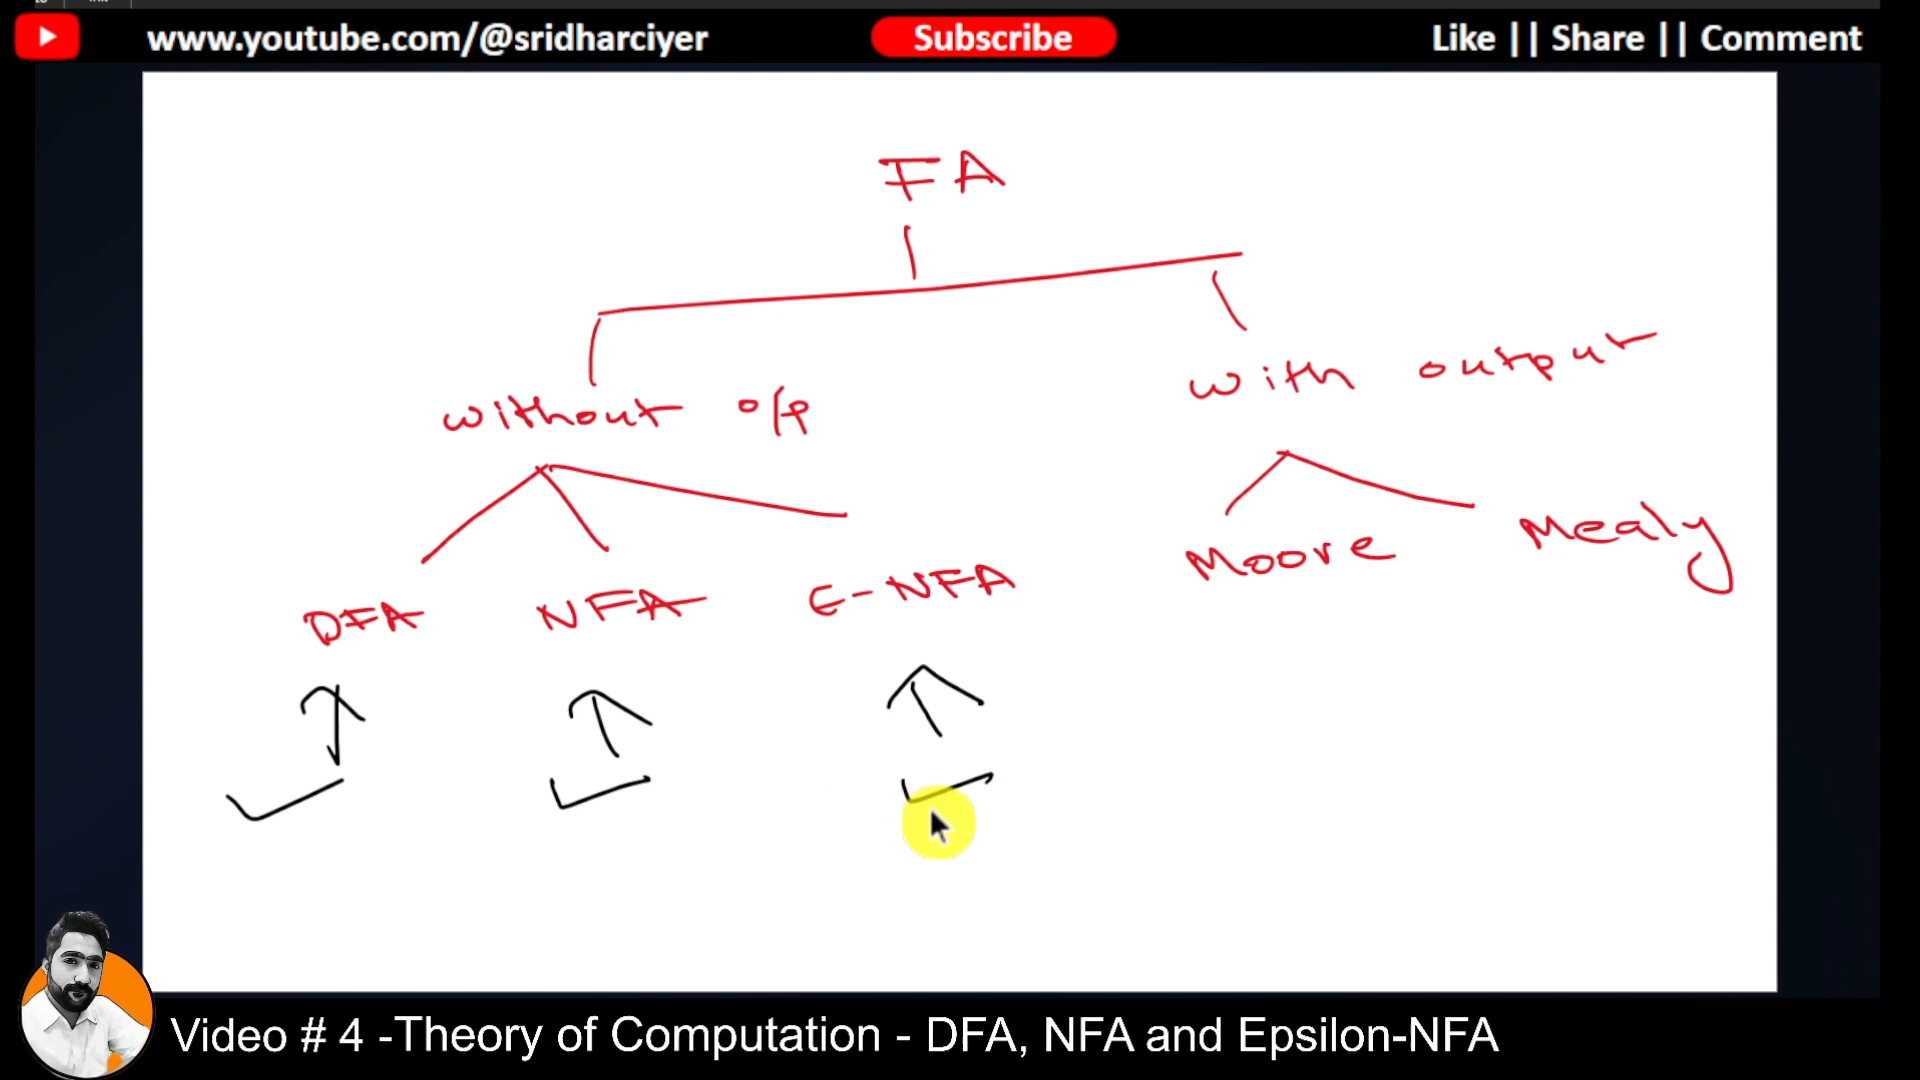 www.youtube.com/@sridharciyer Subscribe Like || Share || Comment
FA
without o/p with output
DFA NFA E-NFA Moore Mealy
Video # 4 -Theory of Computation - DFA, NFA and Epsilon-NFA